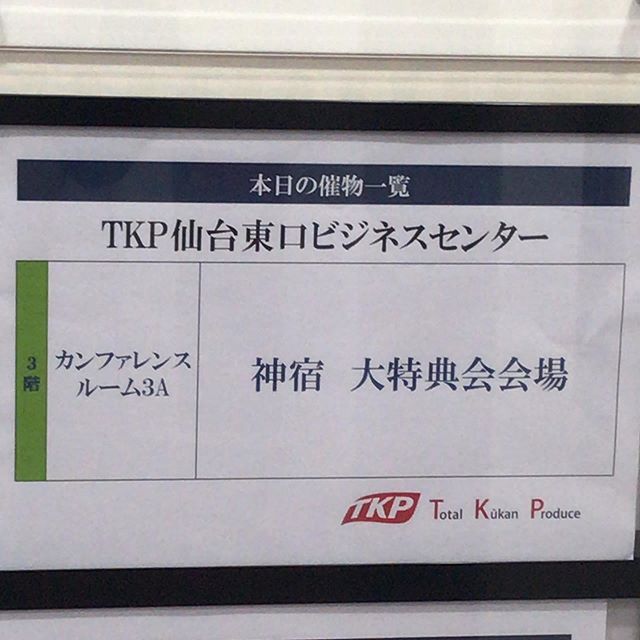 本日の催物一覧
TKP仙台東口ビジネスセンター
3階
カンファレンス
ルーム3A
神宿 大特典会会場
TKP Total Kùkan Produce